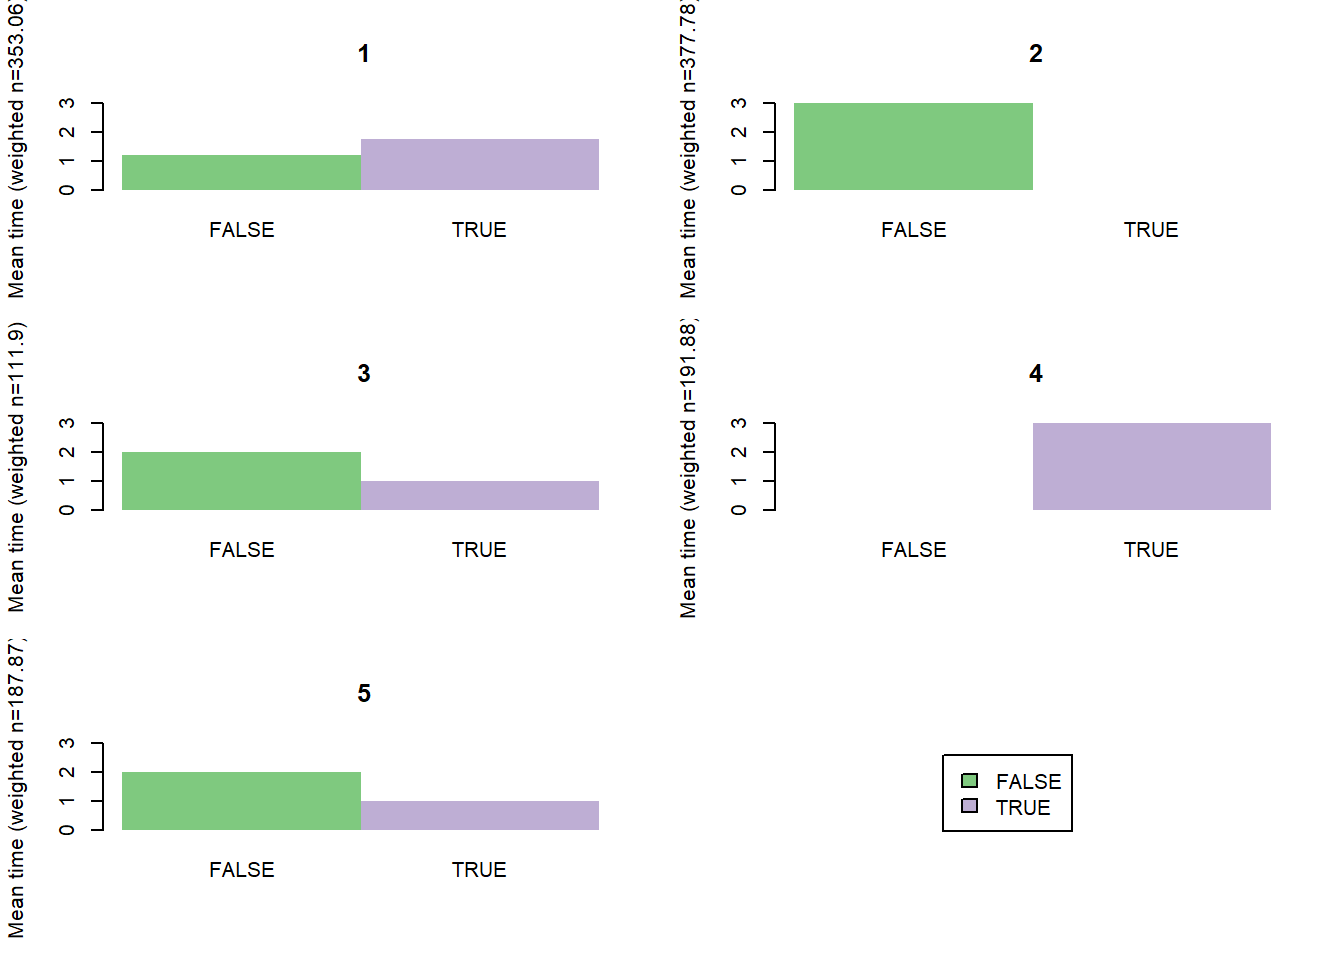 1
Mean time (weighted n=353.06)
3
2
1
0
FALSE TRUE
2
Mean time (weighted n=377.78)
3
2
1
0
FALSE TRUE
3
Mean time (weighted n=111.9)
3
2
1
0
FALSE TRUE
4
Mean time (weighted n=191.88)
3
2
1
0
FALSE TRUE
5
Mean time (weighted n=187.87)
3
2
1
0
FALSE TRUE
FALSE
TRUE